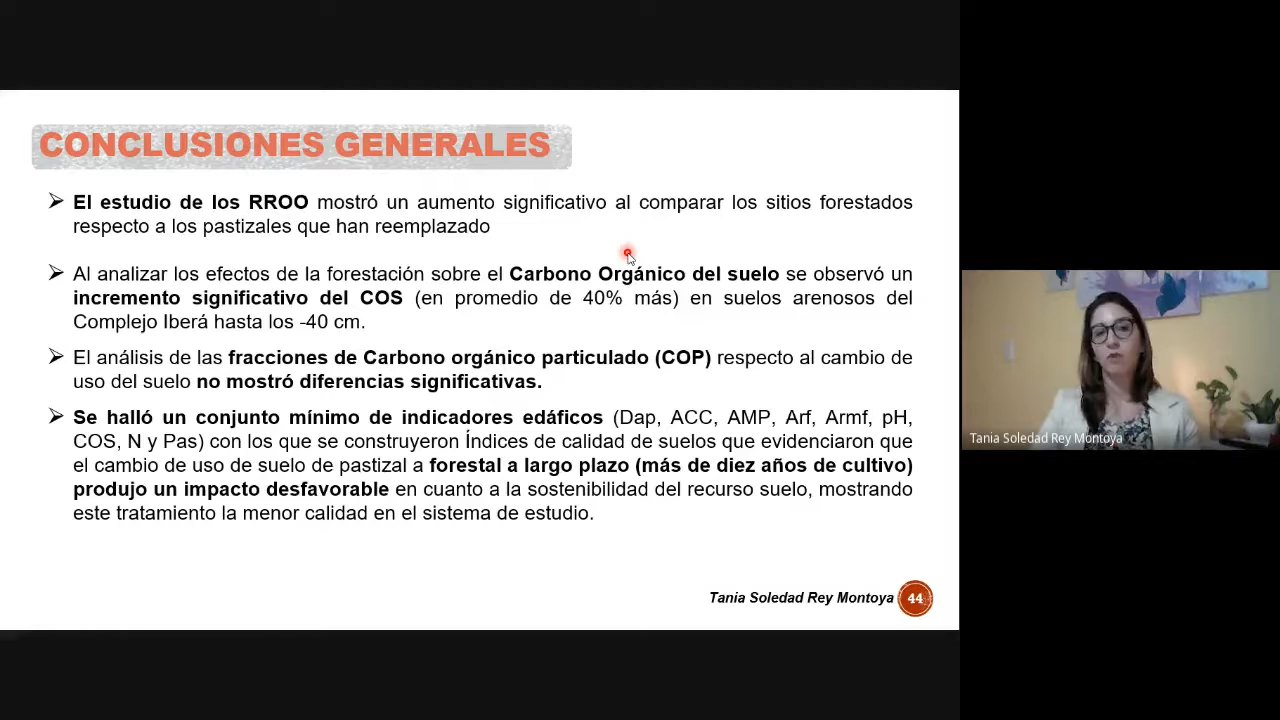 CONCLUSIONES GENERALES
El estudio de los RROO mostró un aumento significativo al comparar los sitios forestados
respecto a los pastizales que han reemplazado
Al analizar los efectos de la forestación sobre el Carbono Orgánico del suelo se observó un
incremento significativo del COS (en promedio de 40% más) en suelos arenosos del
Complejo Iberá hasta los -40 cm.
El análisis de las fracciones de Carbono orgánico particulado (COP) respecto al cambio de
uso del suelo no mostró diferencias significativas.
Se halló un conjunto mínimo de indicadores edáficos (Dap, ACC, AMP, Arf, Armf, pH,
COS, N y Pas) con los que se construyeron Índices de calidad de suelos que evidenciaron que
el cambio de uso de suelo de pastizal a forestal a largo plazo (más de diez años de cultivo)
produjo un impacto desfavorable en cuanto a la sostenibilidad del recurso suelo, mostrando
este tratamiento la menor calidad en el sistema de estudio.
Tania Soledad Rey Montoya 44
Tania Soledad Rey Montoya